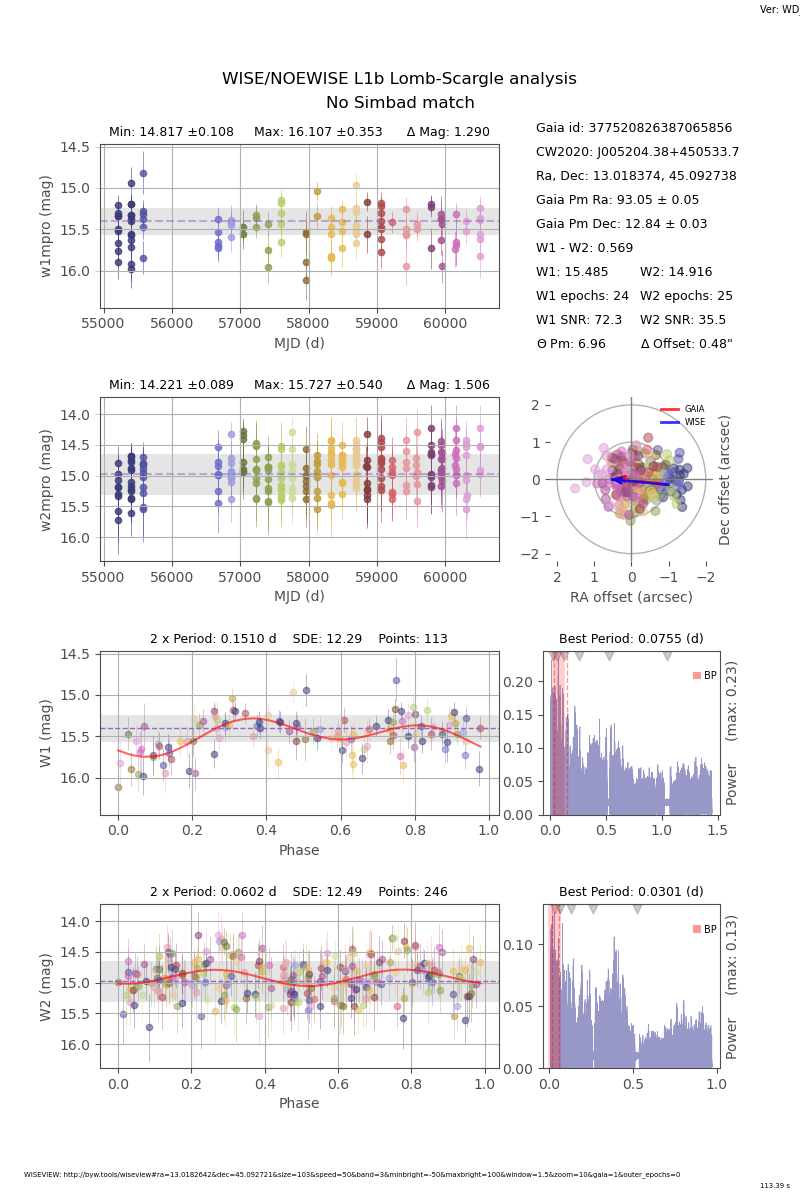 Ver: WD_
WISE/NOEWISE L1b Lomb-Scargle analysis
No Simbad match
Min: 14.817 ±0.108 Max: 16.107 ±0.353 Δ Mag: 1.290
14.5
15.0
15.5
16.0
w1mpro (mag)
55000 56000 57000 58000 59000 60000
MJD (d)
Gaia id: 377520826387065856
CW2020: J005204.38+450533.7
Ra, Dec: 13.018374, 45.092738
Gaia Pm Ra: 93.05 ± 0.05
Gaia Pm Dec: 12.84 ± 0.03
W1 - W2: 0.569
W1: 15.485 W2: 14.916
W1 epochs: 24 W2 epochs: 25
W1 SNR: 72.3 W2 SNR: 35.5
Θ Pm: 6.96 Δ Offset: 0.48"
Min: 14.221 ±0.089 Max: 15.727 ±0.540 Δ Mag: 1.506
14.0
14.5
15.0
15.5
16.0
w2mpro (mag)
55000 56000 57000 58000 59000 60000
MJD (d)
GAIA
WISE
2
1
0
−1
−2
Dec offset (arcsec)
2 1 0 −1 −2
RA offset (arcsec)
2 x Period: 0.1510 d SDE: 12.29 Points: 113
14.5
15.0
15.5
16.0
W1 (mag)
0.0 0.2 0.4 0.6 0.8 1.0
Phase
Best Period: 0.0755 (d)
BP
0.20
0.15
0.10
0.05
0.00
Power (max: 0.23)
0.0 0.5 1.0 1.5
2 x Period: 0.0602 d SDE: 12.49 Points: 246
14.0
14.5
15.0
15.5
16.0
W2 (mag)
0.0 0.2 0.4 0.6 0.8 1.0
Phase
Best Period: 0.0301 (d)
BP
0.10
0.05
0.00
Power (max: 0.13)
0.0 0.5 1.0
WISEVIEW: http://byw.tools/wiseview#ra=13.0182642&dec=45.092721&size=103&speed=50&band=3&minbright=-50&maxbright=100&window=1.5&zoom=10&gaia=1&outer_epochs=0
113.39 s